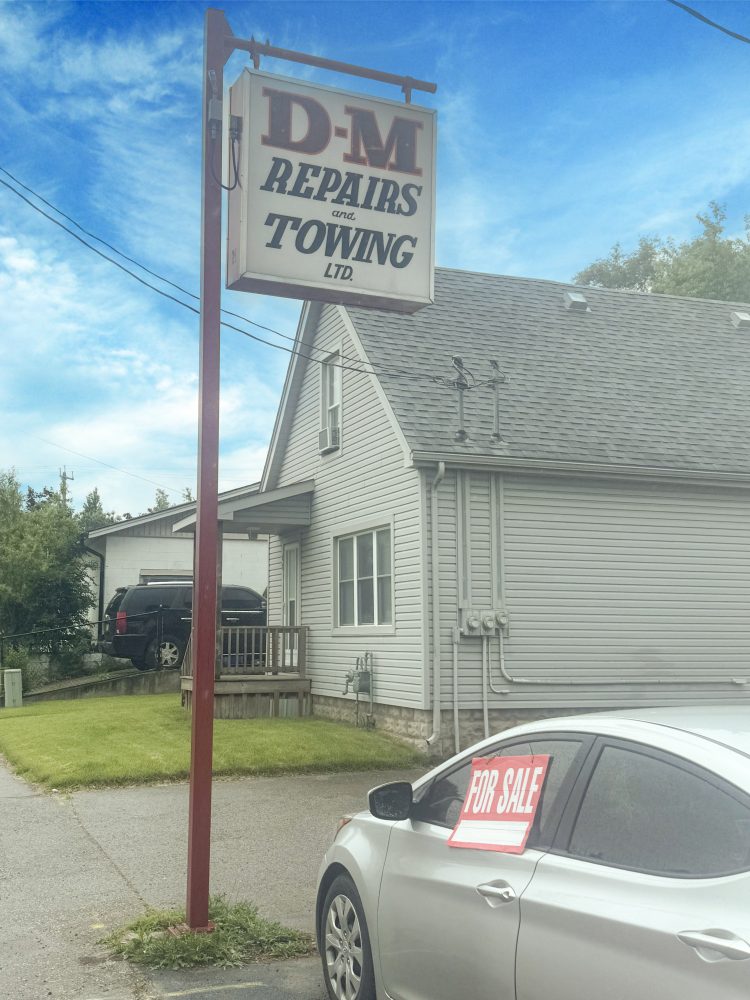 D-M
REPAIRS
and
TOWING
LTD.
FOR SALE